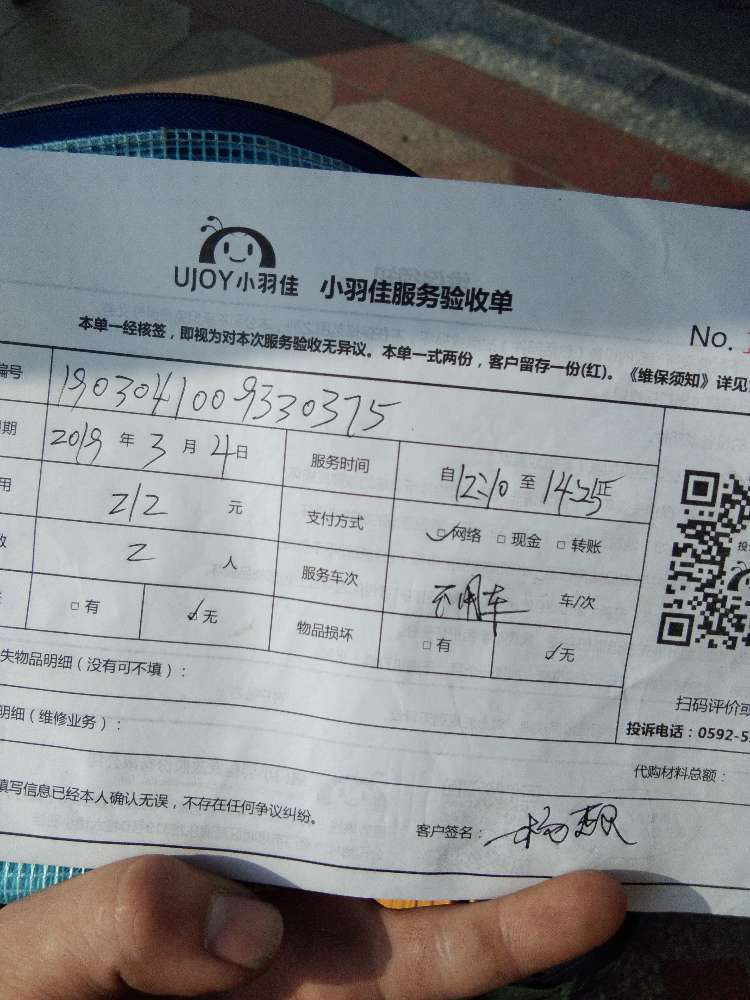 UJOY小羽佳 小羽佳服务验收单
No.
本单一经核签，即视为对本次服务验收无异议。本单一式两份，客户留存一份(红)。《维保须知》详见
编号 1903041009330375
期 2019 年 3 月 4 日 服务时间 自12:10 至 14:25正
用 212 元 支付方式 ☑网络 □现金 □转账
数 2 人 服务车次 不用车 车/次
□有 ☑无 物品损坏 □有 ☑无
失物品明细（没有可不填）：
扫码评价
明细（维修业务）：
投诉电话：0592-5
代购材料总额：
填写信息已经本人确认无误，不存在任何争议纠纷。
客户签名：